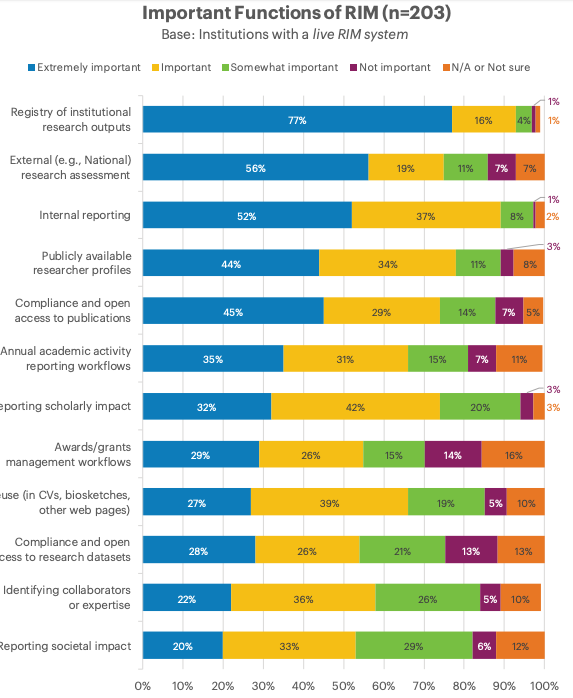 Important Functions of RIM (n=203)
Base: Institutions with a live RIM system
Extremely important Important Somewhat important Not important N/A or Not sure
Registry of institutional
research outputs
77% 16% 4% 1% 1%
External (e.g., National)
research assessment
56% 19% 11% 7% 7%
Internal reporting
52% 37% 8% 1% 2%
Publicly available
researcher profiles
44% 34% 11% 3% 8%
Compliance and open
access to publications
45% 29% 14% 7% 5%
Annual academic activity
reporting workflows
35% 31% 15% 7% 11%
eporting scholarly impact
32% 42% 20% 3% 3%
Awards/grants
management workflows
29% 26% 15% 14% 16%
euse (in CVs, biosketches,
other web pages)
27% 39% 19% 5% 10%
Compliance and open
cess to research datasets
28% 26% 21% 13% 13%
Identifying collaborators
or expertise
22% 36% 26% 5% 10%
Reporting societal impact
20% 33% 29% 6% 12%
0% 10% 20% 30% 40% 50% 60% 70% 80% 90% 100%